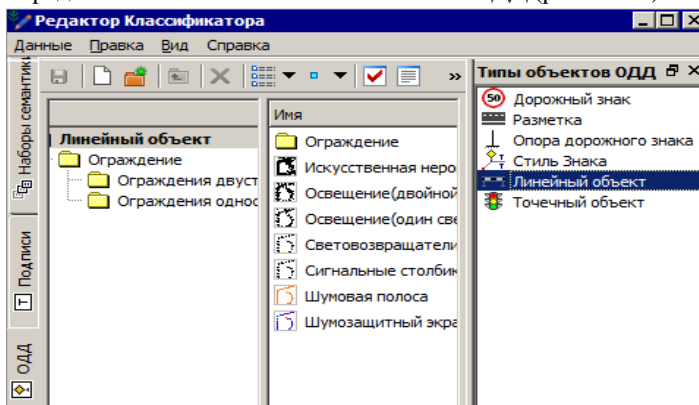 Редактор Классификатора
Данные Правка Вид Справка
»
Типы объектов ОДД
Наборы семантики
Подписи
ОДД
Линейный объект
Ограждение
Ограждения двуст
Ограждения однос
Имя
Ограждение
Искусственная неро
Освещение(двойной
Освещение(один све
Световозвращатели
Сигнальные столбик
Шумовая полоса
Шумозащитный экра
50 Дорожный знак
Разметка
Опора дорожного знака
Стиль Знака
Линейный объект
Точечный объект